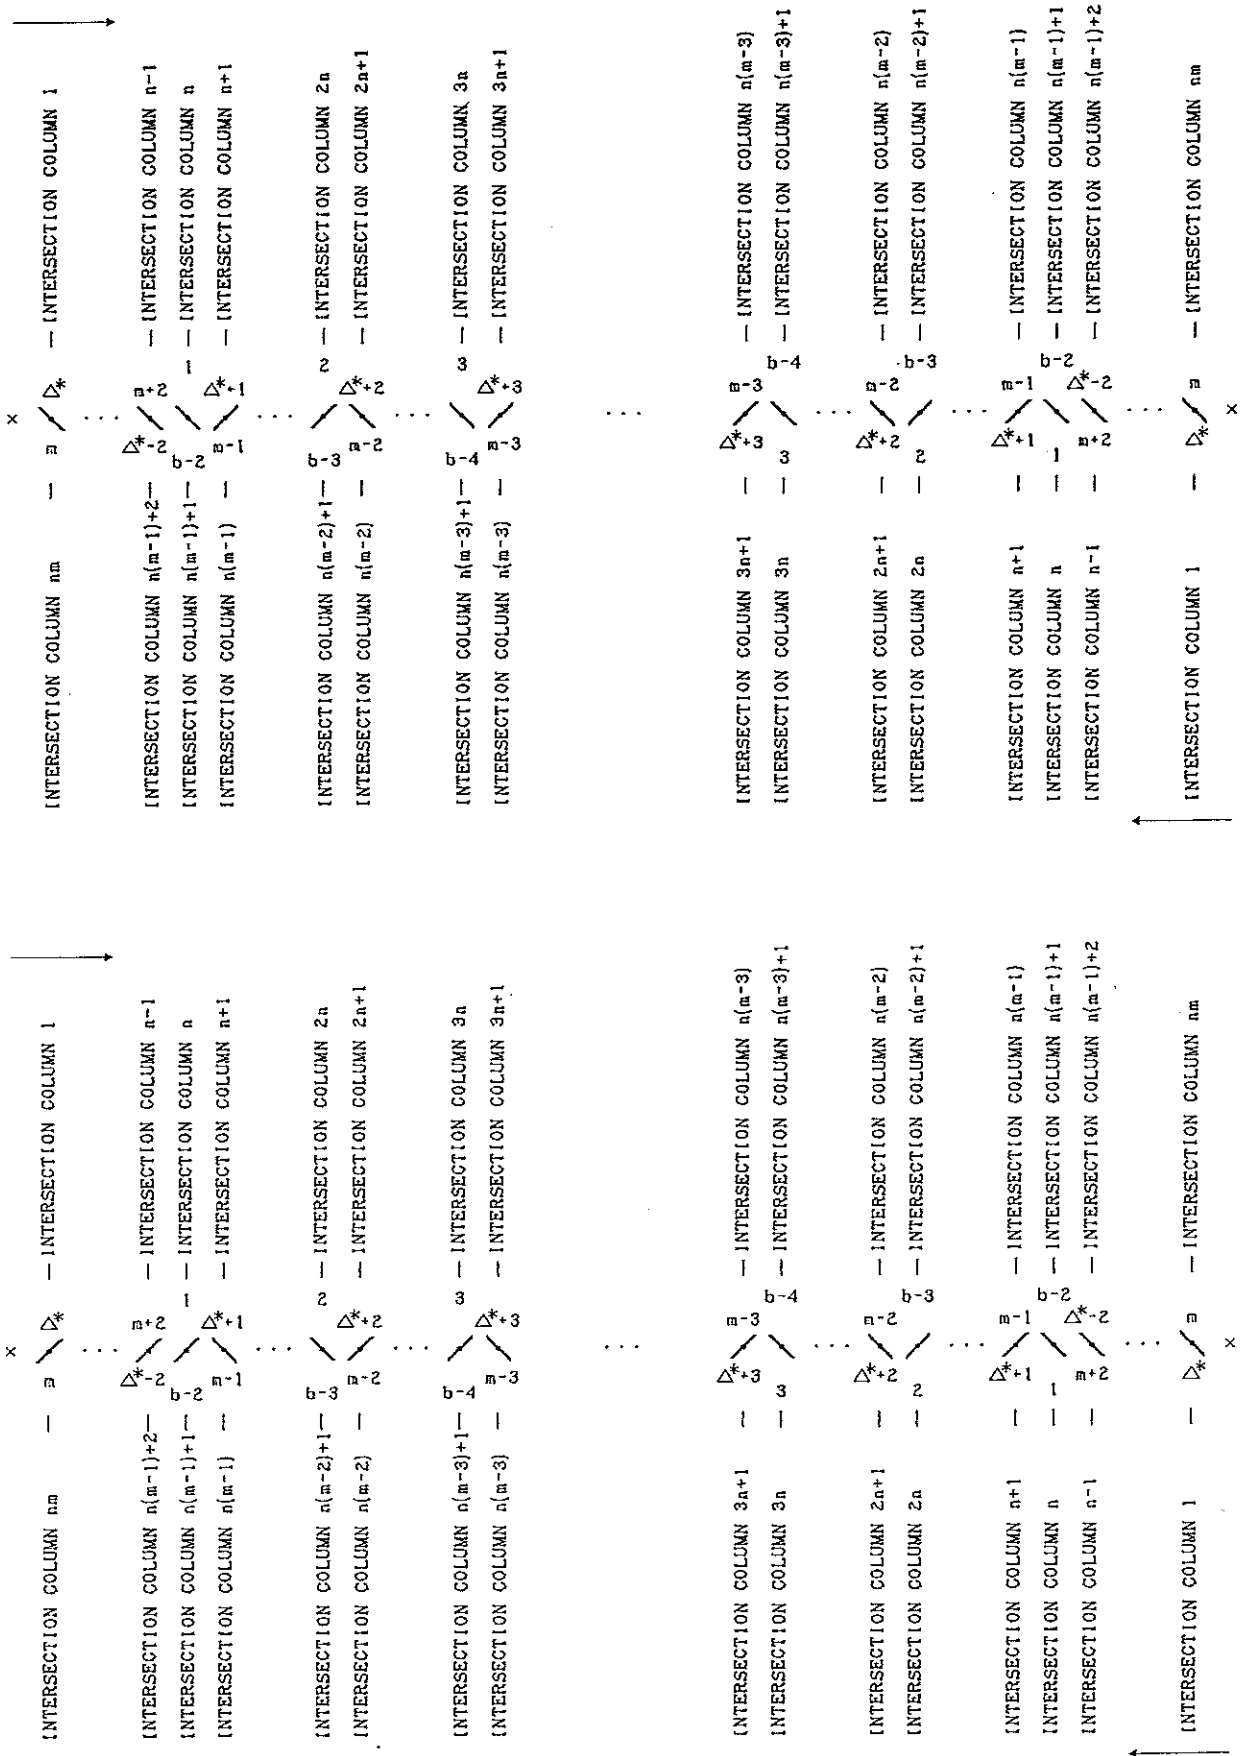 INTERSECTION COLUMN 1
INTERSECTION COLUMN n-1
INTERSECTION COLUMN n
INTERSECTION COLUMN n+1
INTERSECTION COLUMN 2n
INTERSECTION COLUMN 2n+1
INTERSECTION COLUMN 3n
INTERSECTION COLUMN 3n+1
INTERSECTION COLUMN n(m-3)
INTERSECTION COLUMN n(m-3)+1
INTERSECTION COLUMN n(m-2)
INTERSECTION COLUMN n(m-2)+1
INTERSECTION COLUMN n(m-1)
INTERSECTION COLUMN n(m-1)+1
INTERSECTION COLUMN n(m-1)+2
INTERSECTION COLUMN nm
1 2 3 b-4 b-3 b-2
△* m+2 △*+1 △*+2 △*+3 m-3 m-2 m-1 △*-2 m
× ... ... ... ... ... ... ... ×
m △*-2 m-1 m-2 m-3 △*+3 △*+2 △*+1 m+2 △*
b-2 b-3 b-4 3 2 1
INTERSECTION COLUMN nm
INTERSECTION COLUMN n(m-1)+2
INTERSECTION COLUMN n(m-1)+1
INTERSECTION COLUMN n(m-1)
INTERSECTION COLUMN n(m-2)+1
INTERSECTION COLUMN n(m-2)
INTERSECTION COLUMN n(m-3)+1
INTERSECTION COLUMN n(m-3)
INTERSECTION COLUMN 3n+1
INTERSECTION COLUMN 3n
INTERSECTION COLUMN 2n+1
INTERSECTION COLUMN 2n
INTERSECTION COLUMN n+1
INTERSECTION COLUMN n
INTERSECTION COLUMN n-1
INTERSECTION COLUMN 1
INTERSECTION COLUMN 1
INTERSECTION COLUMN n-1
INTERSECTION COLUMN n
INTERSECTION COLUMN n+1
INTERSECTION COLUMN 2n
INTERSECTION COLUMN 2n+1
INTERSECTION COLUMN 3n
INTERSECTION COLUMN 3n+1
INTERSECTION COLUMN n(m-3)
INTERSECTION COLUMN n(m-3)+1
INTERSECTION COLUMN n(m-2)
INTERSECTION COLUMN n(m-2)+1
INTERSECTION COLUMN n(m-1)
INTERSECTION COLUMN n(m-1)+1
INTERSECTION COLUMN n(m-1)+2
INTERSECTION COLUMN nm
1 2 3 b-4 b-3 b-2
△* m+2 △*+1 △*+2 △*+3 m-3 m-2 m-1 △*-2 m
× ... ... ... ... ... ... ... ×
m △*-2 m-1 m-2 m-3 △*+3 △*+2 △*+1 m+2 △*
b-2 b-3 b-4 3 2 1
INTERSECTION COLUMN nm
INTERSECTION COLUMN n(m-1)+2
INTERSECTION COLUMN n(m-1)+1
INTERSECTION COLUMN n(m-1)
INTERSECTION COLUMN n(m-2)+1
INTERSECTION COLUMN n(m-2)
INTERSECTION COLUMN n(m-3)+1
INTERSECTION COLUMN n(m-3)
INTERSECTION COLUMN 3n+1
INTERSECTION COLUMN 3n
INTERSECTION COLUMN 2n+1
INTERSECTION COLUMN 2n
INTERSECTION COLUMN n+1
INTERSECTION COLUMN n
INTERSECTION COLUMN n-1
INTERSECTION COLUMN 1